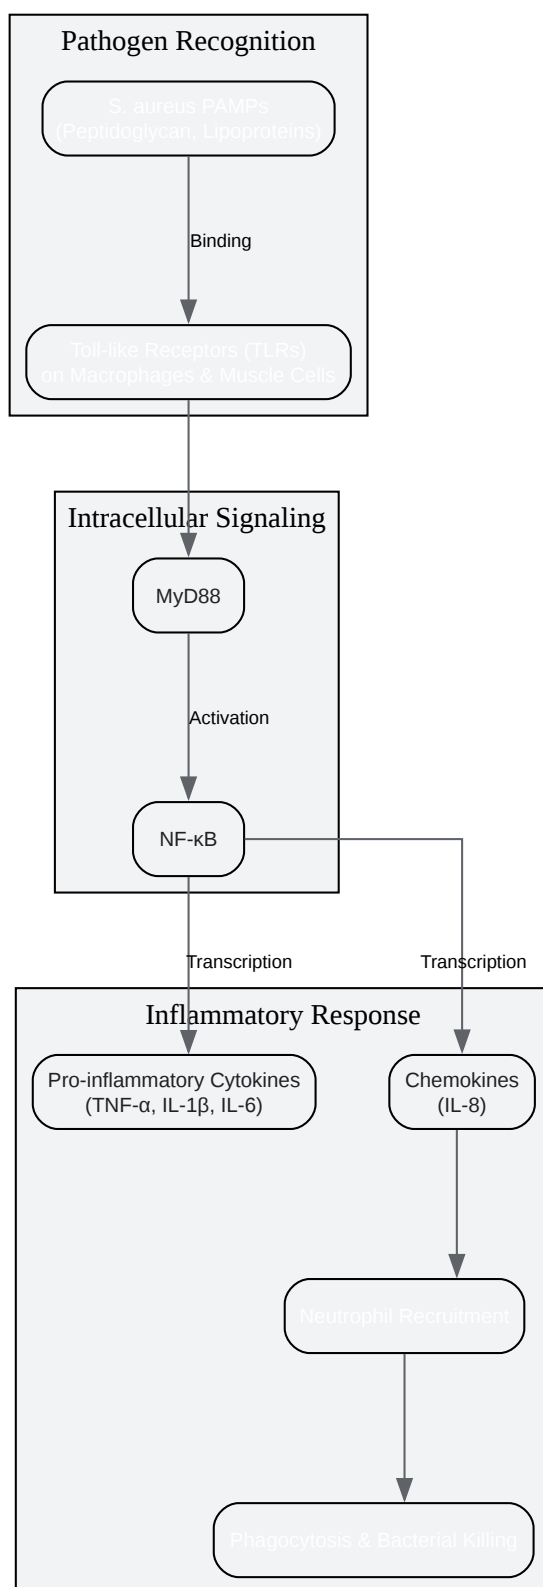 Pathogen Recognition
S. aureus PAMPs
(Peptidoglycan, Lipoproteins)
Binding
Toll-like Receptors (TLRs)
on Macrophages & Muscle Cells
Intracellular Signaling
MyD88
Activation
NF-κB
Transcription
Transcription
Inflammatory Response
Pro-inflammatory Cytokines
(TNF-α, IL-1β, IL-6)
Chemokines
(IL-8)
Neutrophil Recruitment
Phagocytosis & Bacterial Killing